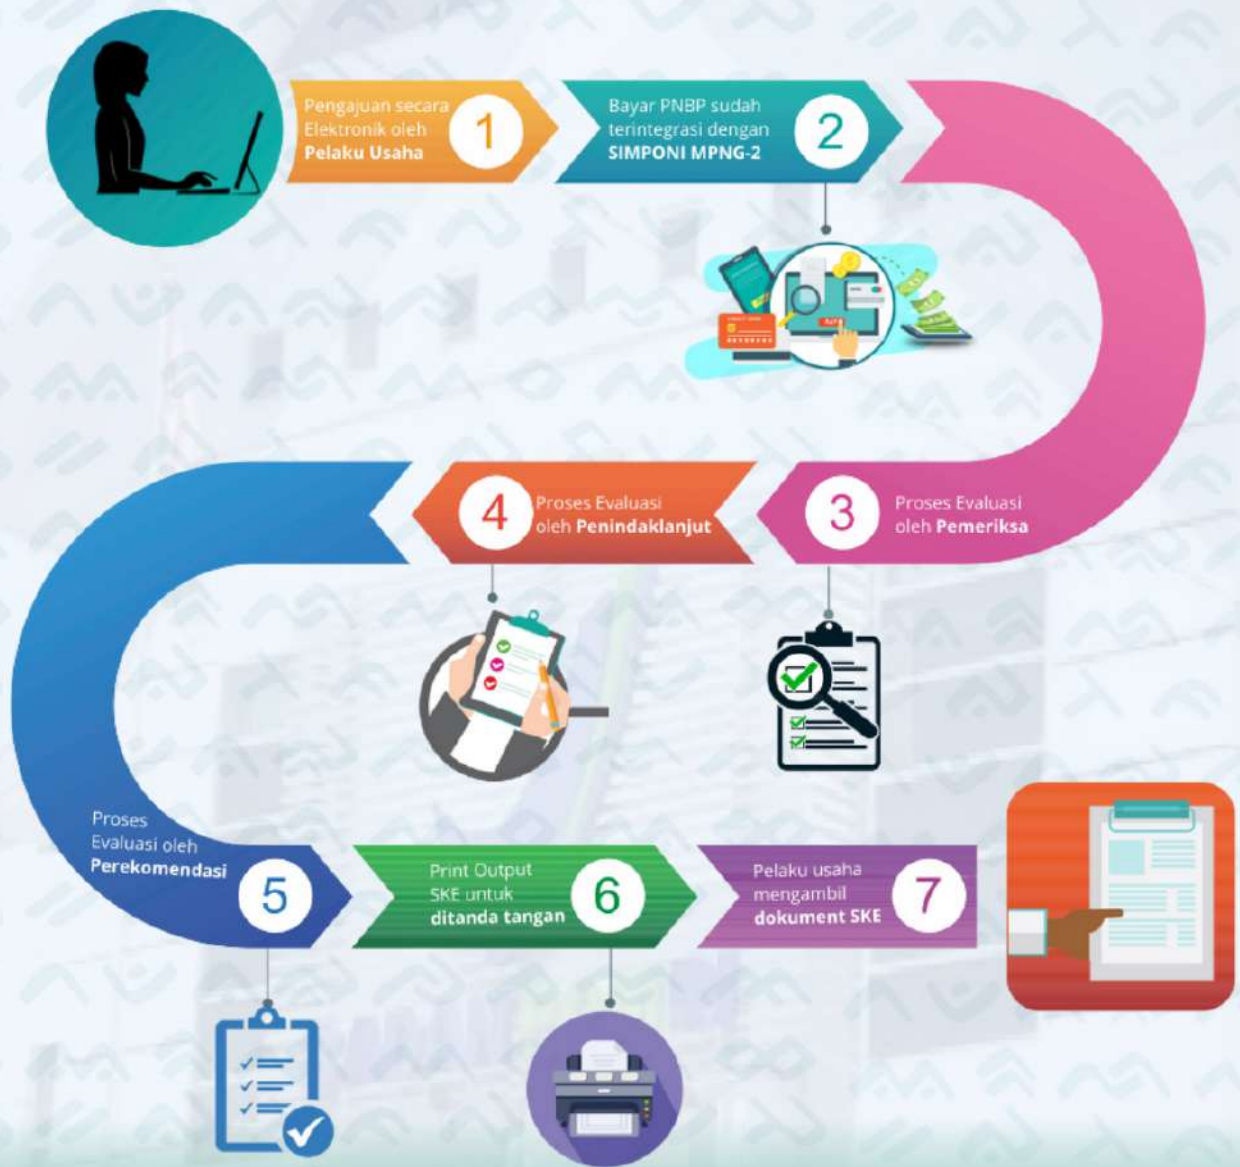 Pengajuan secara
Elektronik oleh
Pelaku Usaha
1
Bayar PNBP sudah
terintegrasi dengan
SIMPONI MPNG-2
2
3
Proses Evaluasi
oleh Pemeriksa
4
Proses Evaluasi
oleh Penindaklanjut
Proses
Evaluasi oleh
Perekomendasi
5
Print Output
SKE untuk
ditanda tangan
6
Pelaku usaha
mengambil
dokument SKE
7